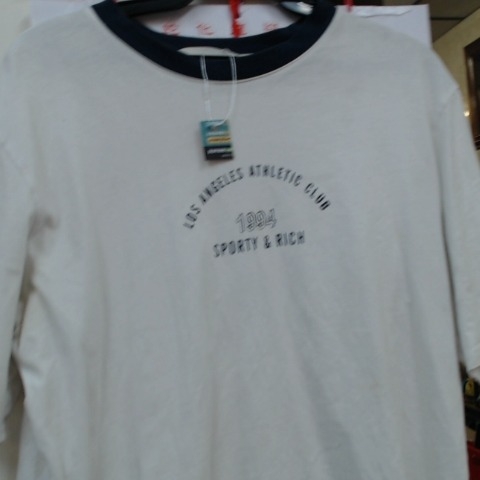 LOS ANGELES ATHLETIC CLUB
1994
SPORTY & RICH